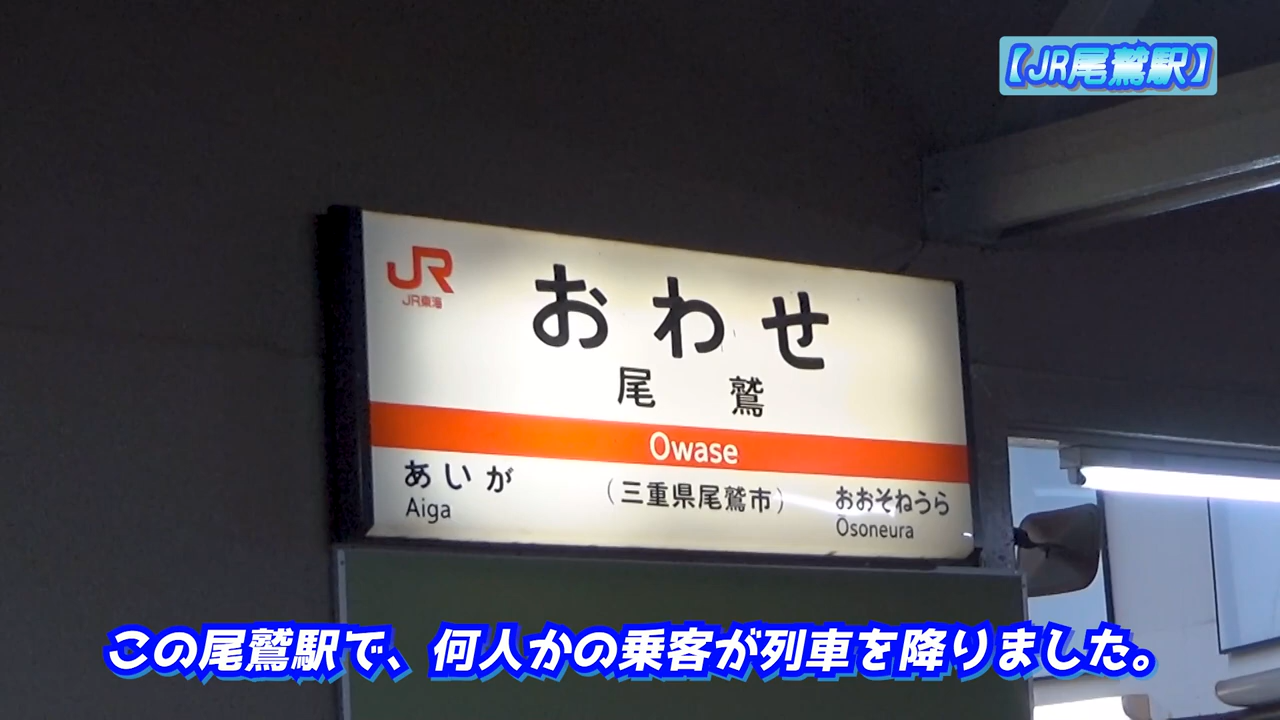 【JR尾鷲駅】
JR
JR東海
おわせ
尾鷲
Owase
あいが
Aiga
（三重県尾鷲市）
おおそねうら
Ōsoneura
この尾鷲駅で、何人かの乗客が列車を降りました。